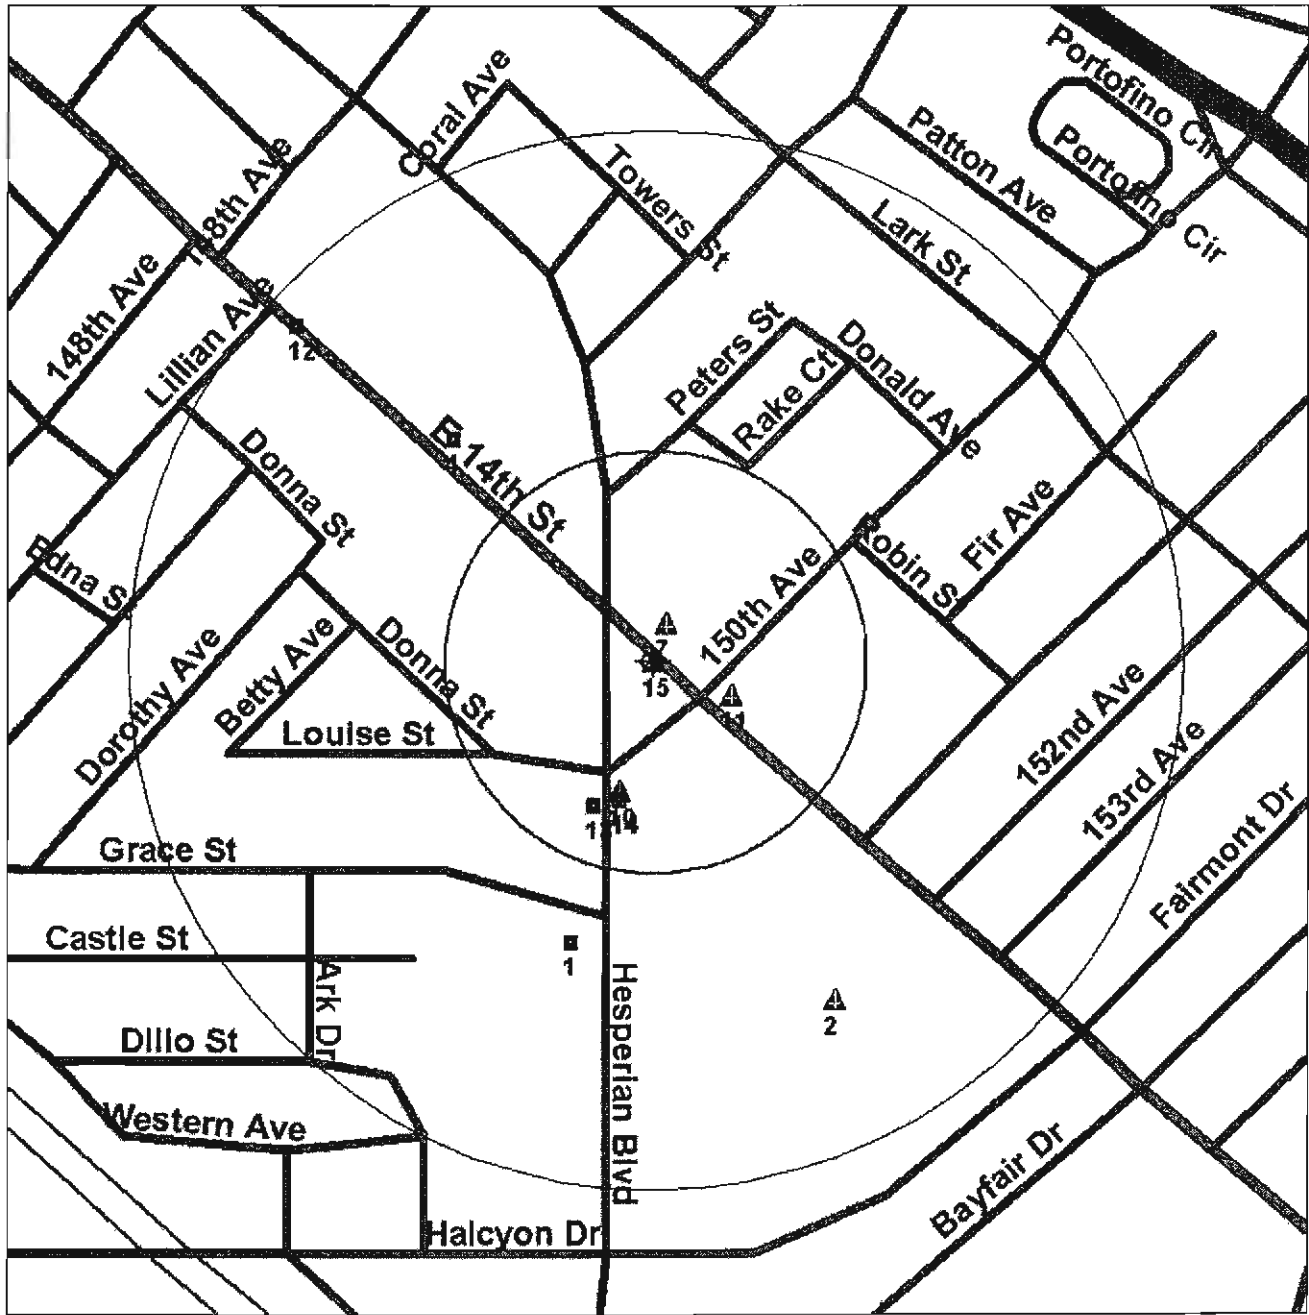 Portofino Cir
Coral Ave
Towers St
Patton Ave
Portofino Cir
148th Ave
Lark St
148th Ave
Lillian Ave
12
Peters St
Donald Ave
Rake Ct
E 14th St
Donna St
Fir Ave
Robin S
Edna S
150th Ave
7
15
11
Betty Ave
Donna St
Dorothy Ave
Louise St
152nd Ave
153rd Ave
Fairmont Dr
14
Grace St
Castle St
1
Ark Dr
Hesperian Blvd
2
Dillo St
Western Ave
Bayfair Dr
Halcyon Dr